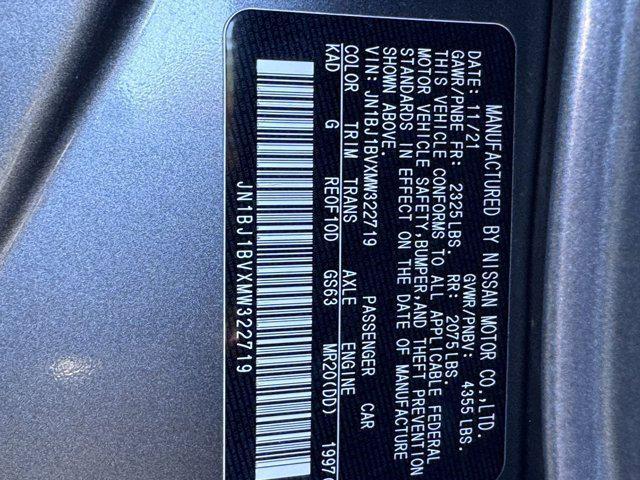 MANUFACTURED BY NISSAN MOTOR CO.,LTD.
DATE: 11/21 GVWR/PNBV: 4355 LBS.
GAWR/PNBE FR: 2325 LBS. RR: 2075 LBS.
THIS VEHICLE CONFORMS TO ALL APPLICABLE FEDERAL
MOTOR VEHICLE SAFETY,BUMPER,AND THEFT PREVENTION
STANDARDS IN EFFECT ON THE DATE OF MANUFACTURE
SHOWN ABOVE.
VIN: JN1BJ1BVXMW322719 PASSENGER CAR
COLOR TRIM TRANS AXLE ENGINE
KAD G REOF10D GS63 MR20(DD) 1997
JN1BJ1BVXMW322719